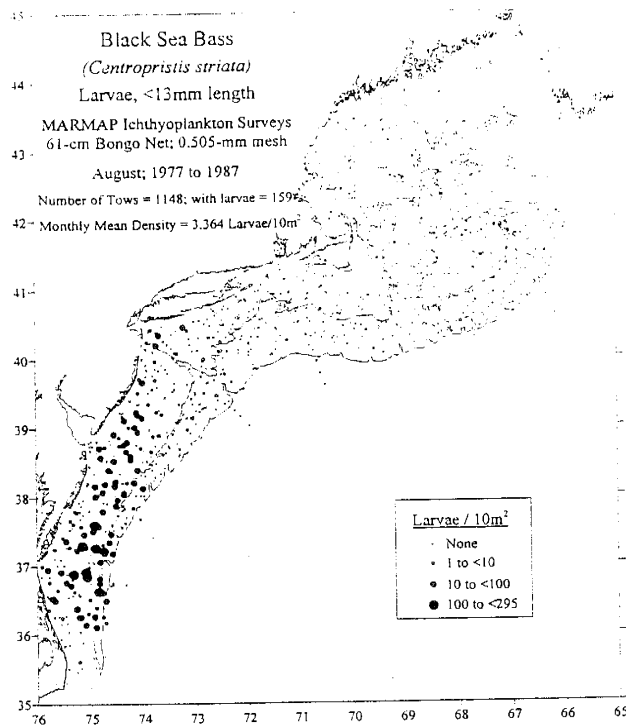 Black Sea Bass
(Centropristis striata)
Larvae, <13mm length
MARMAP Ichthyoplankton Surveys
61-cm Bongo Net; 0.505-mm mesh
August; 1977 to 1987
Number of Tows = 1148; with larvae = 159
Monthly Mean Density = 3.364 Larvae/10m²
45
44
43
42
41
40
39
38
37
36
35
Larvae / 10m²
None
1 to <10
10 to <100
100 to <295
76 75 74 73 72 71 70 69 68 67 66 65